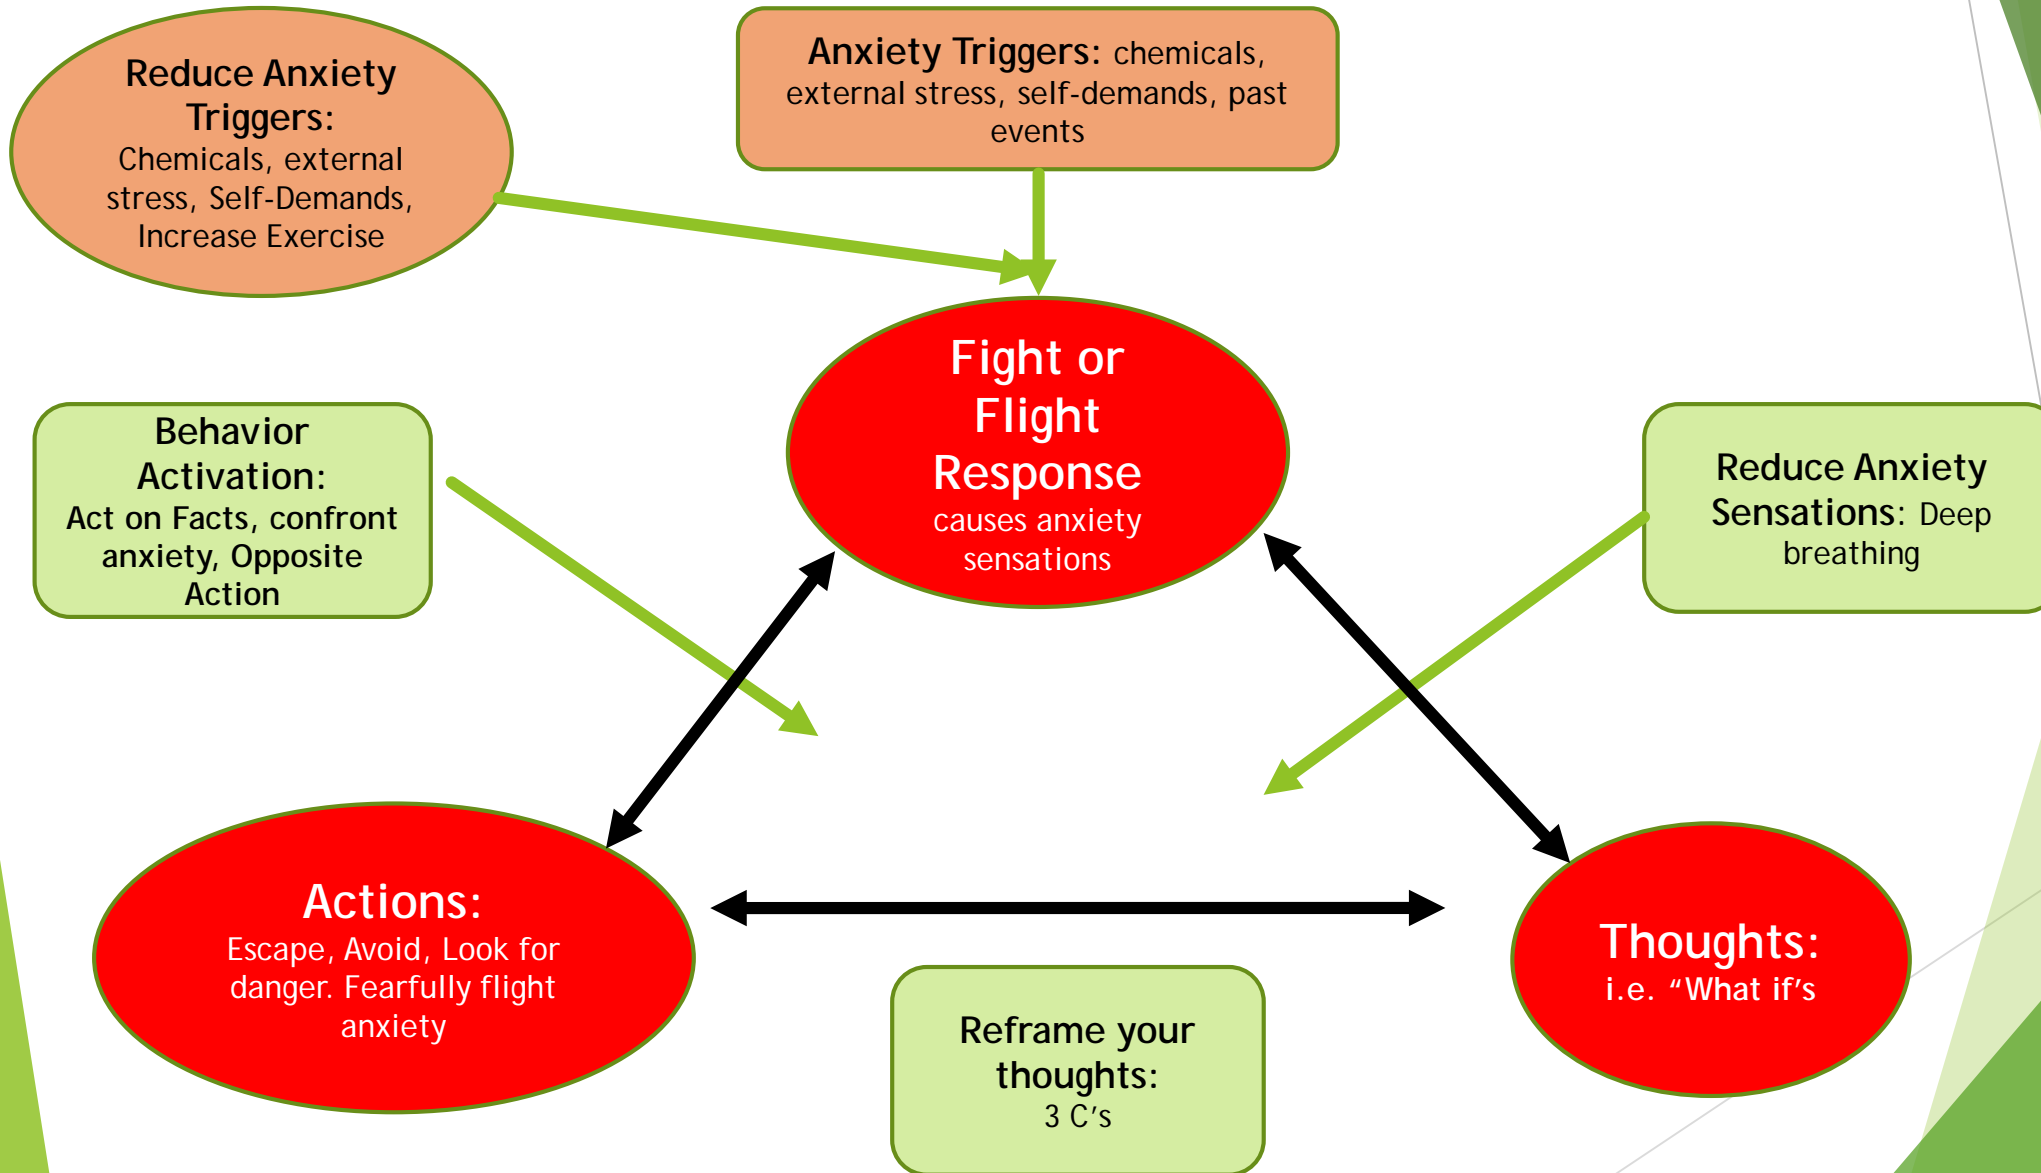 Reduce Anxiety
Triggers:
Chemicals, external
stress, Self-Demands,
Increase Exercise
Anxiety Triggers: chemicals,
external stress, self-demands, past
events
Fight or
Flight
Response
causes anxiety
sensations
Behavior
Activation:
Act on Facts, confront
anxiety, Opposite
Action
Reduce Anxiety
Sensations: Deep
breathing
Actions:
Escape, Avoid, Look for
danger. Fearfully flight
anxiety
Thoughts:
i.e. “What if’s
Reframe your
thoughts:
3 C’s